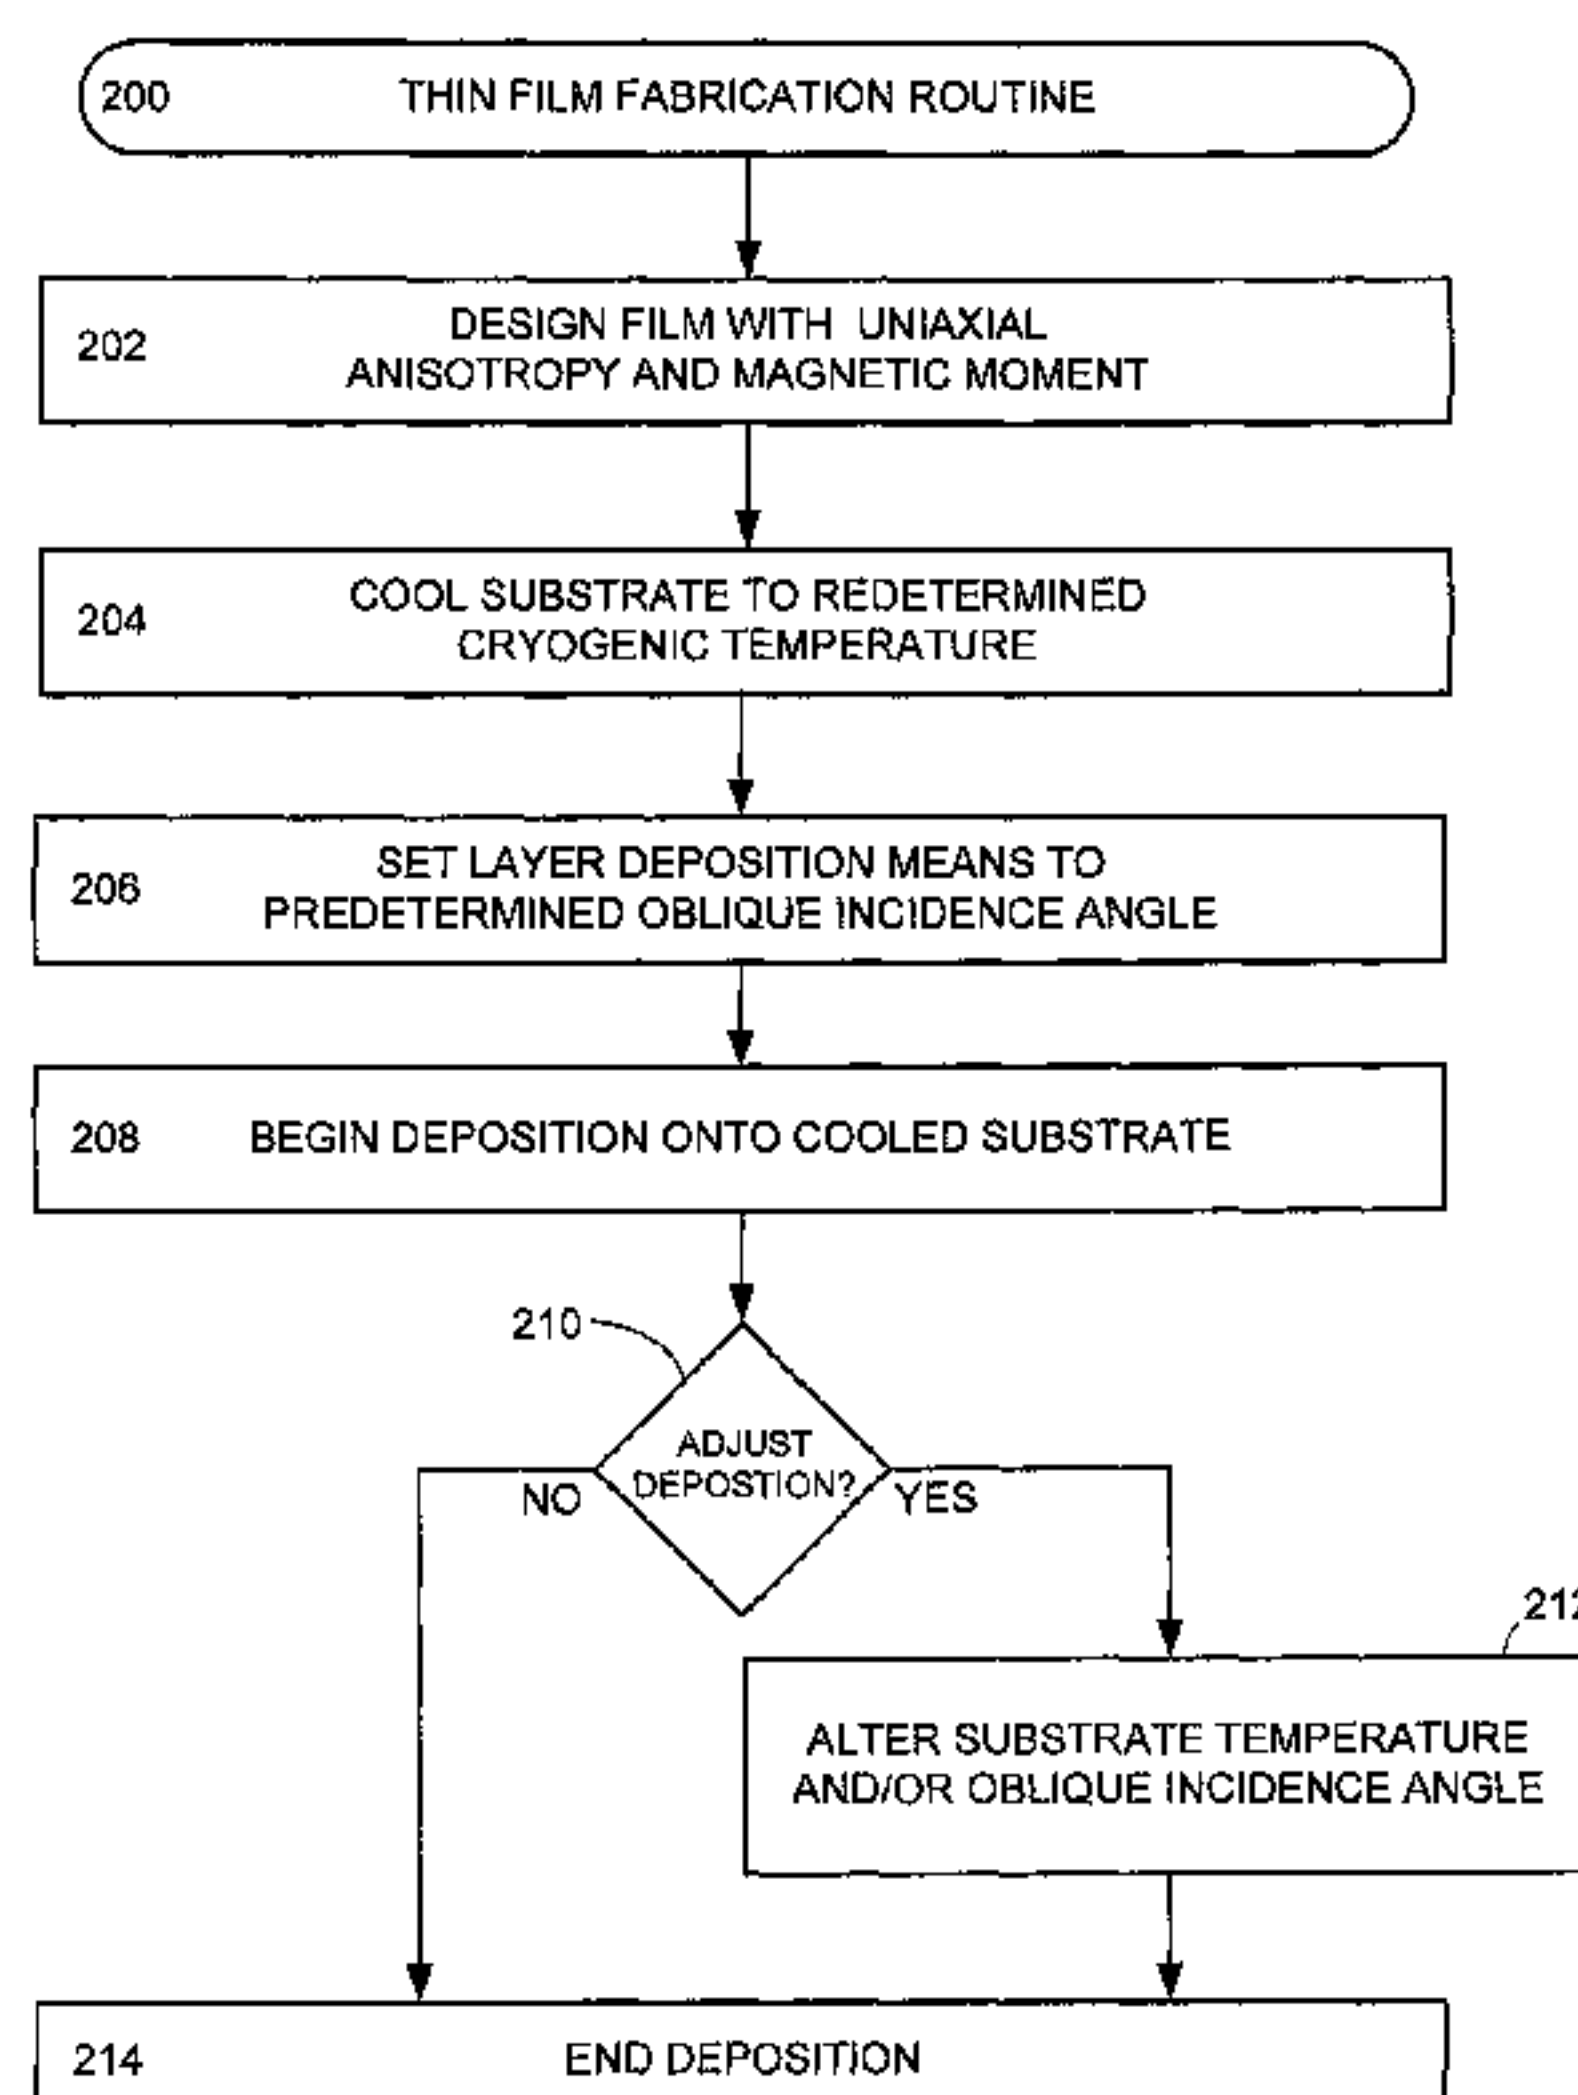 200 THIN FILM FABRICATION ROUTINE
202 DESIGN FILM WITH UNIAXIAL
ANISOTROPY AND MAGNETIC MOMENT
204 COOL SUBSTRATE TO REDETERMINED
CRYOGENIC TEMPERATURE
206 SET LAYER DEPOSITION MEANS TO
PREDETERMINED OBLIQUE INCIDENCE ANGLE
208 BEGIN DEPOSITION ONTO COOLED SUBSTRATE
210
ADJUST
DEPOSTION?
NO
YES
212
ALTER SUBSTRATE TEMPERATURE
AND/OR OBLIQUE INCIDENCE ANGLE
214 END DEPOSITION